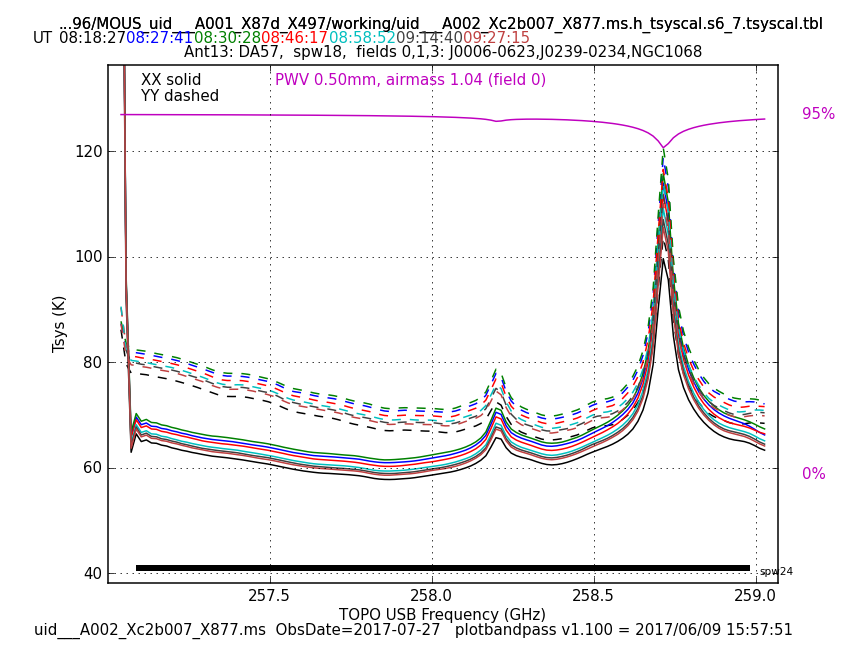 ...96/MOUS_uid___A001_X87d_X497/working/uid___A002_Xc2b007_X877.ms.h_tsyscal.s6_7.tsyscal.tbl
UT 08:18:27 08:27:41 08:30:28 08:46:17 08:58:52 09:14:40 09:27:15
Ant13: DA57, spw18, fields 0,1,3: J0006-0623,J0239-0234,NGC1068
XX solid
YY dashed
PWV 0.50mm, airmass 1.04 (field 0)
95%
120
100
80
60
40
Tsys (K)
0%
spw24
257.5 258.0 258.5 259.0
TOPO USB Frequency (GHz)
uid___A002_Xc2b007_X877.ms ObsDate=2017-07-27 plotbandpass v1.100 = 2017/06/09 15:57:51